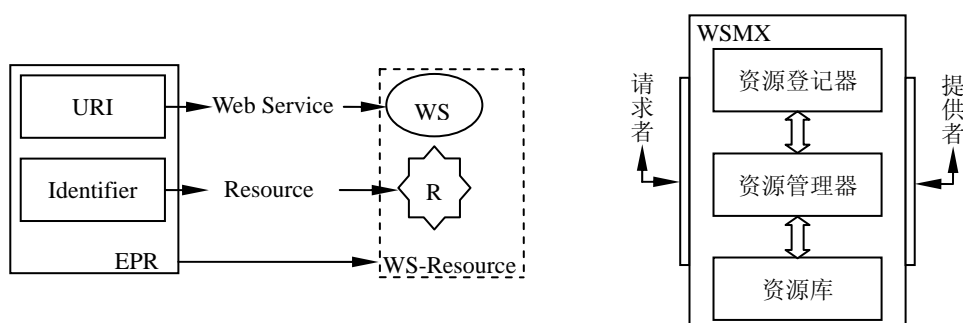 URI
Web Service
WS
Identifier
Resource
R
EPR
WS-Resource
WSMX
请求者
资源登记器
资源管理器
资源库
提供者